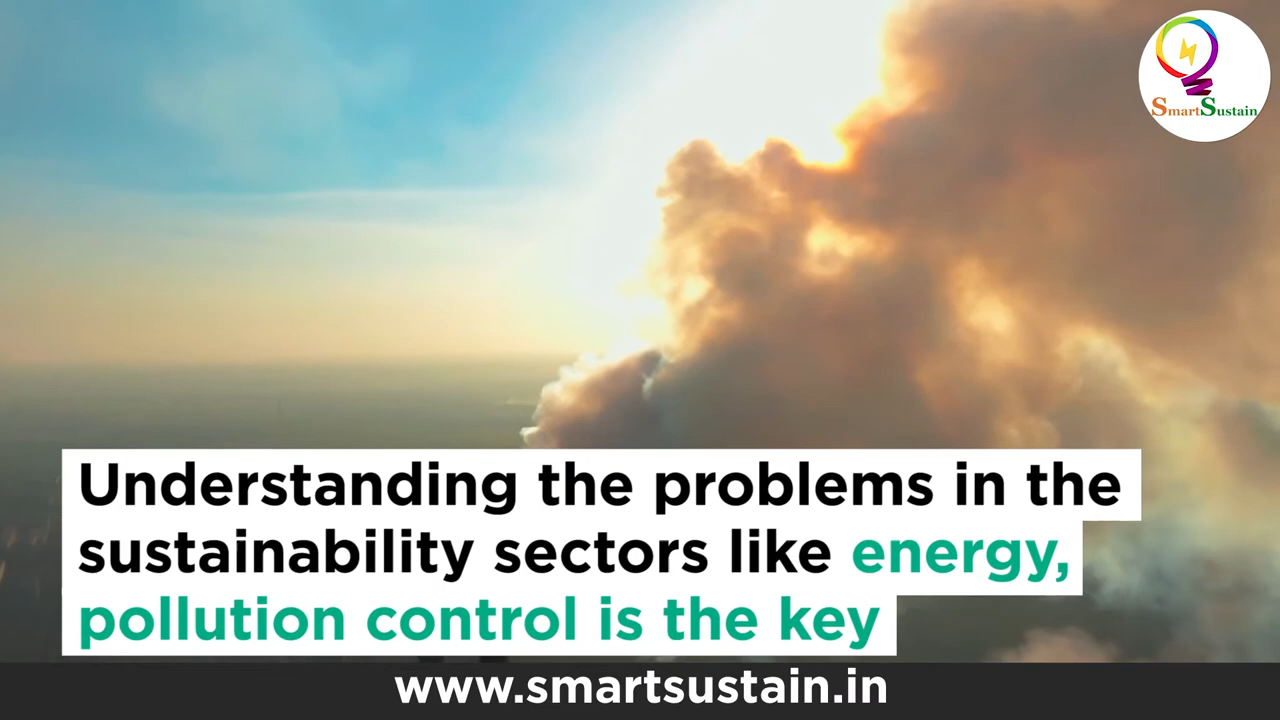 SmartSustain
Understanding the problems in the
sustainability sectors like energy,
pollution control is the key
www.smartsustain.in